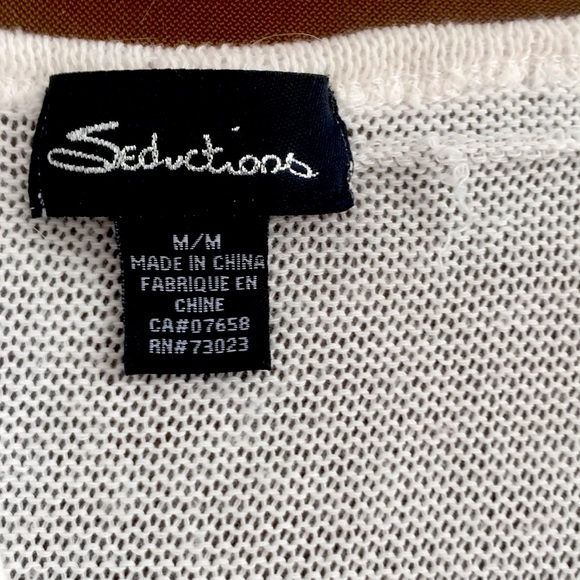 Seductions
M/M
MADE IN CHINA
FABRIQUE EN
CHINE
CA#07658
RN#73023